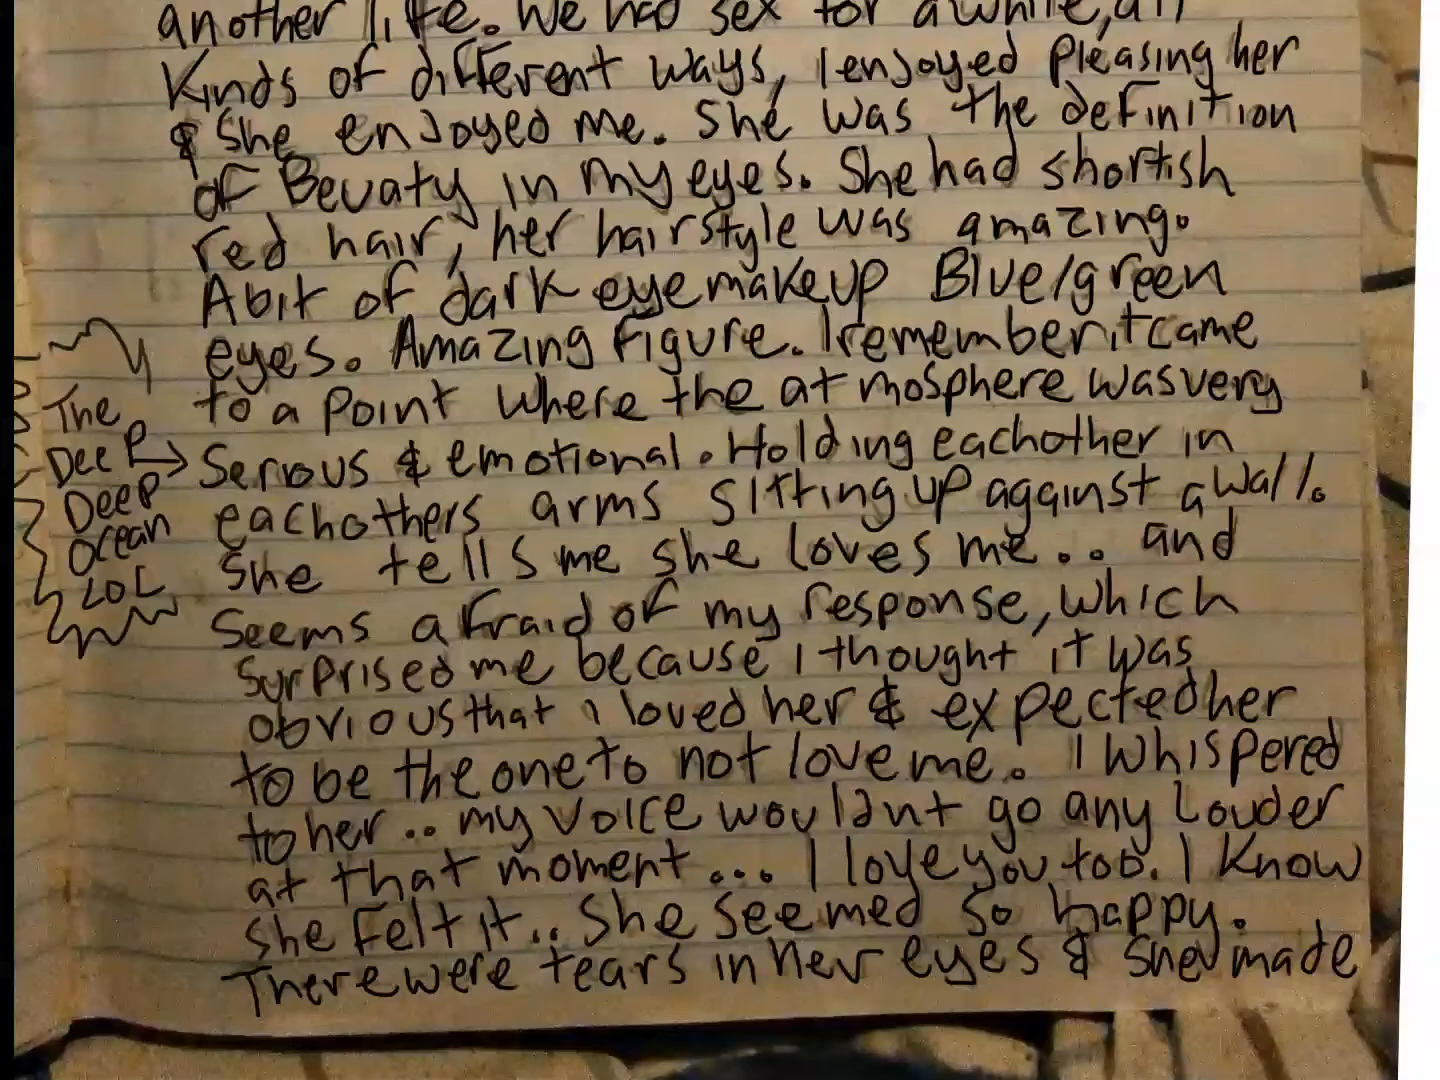 another life. We had sex for awhile, all
Kinds of different ways, I enjoyed pleasing her
& She enjoyed me. She was the definition
of Bevaty in my eyes. She had shortish
red hair, her hairstyle was amazing.
A bit of dark eyemakeup Blue/green
eyes. Amazing figure. I remember it came
to a point where the atmosphere was very
Serious & emotional. Holding eachother in
eachothers arms sitting up against a wall.
She tells me she loves me.. and
Seems afraid of my response, which
surprised me because i thought it was
obvious that i loved her & expected her
to be the one to not love me. I whispered
to her .. my voice wouldnt go any Louder
at that moment... I love you too. I know
she felt it.. She seemed so happy.
There were tears in her eyes & she made
The
Deep
Deep
Ocean
LOL